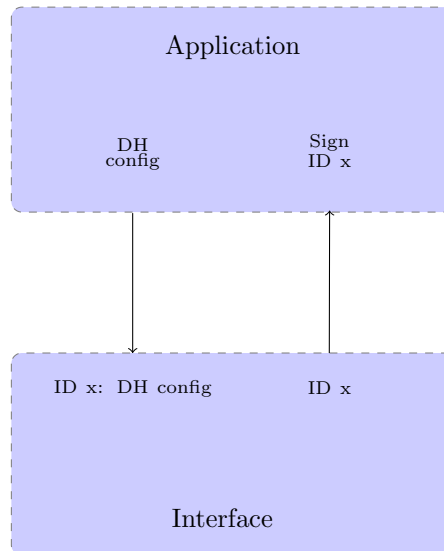 Application
DH
config
Sign
ID x
ID x: DH config
ID x
Interface